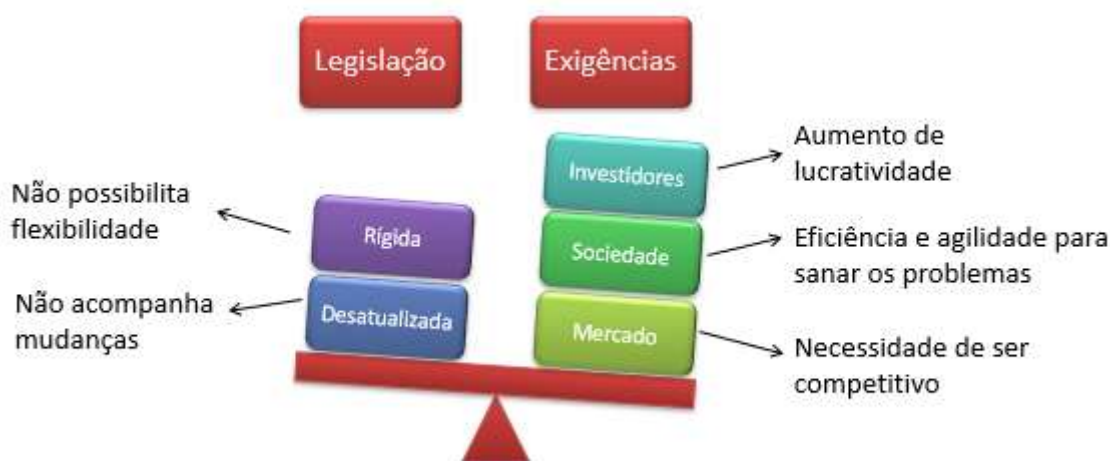 Legislação
Exigências
Não possibilita
flexibilidade
Rígida
Não acompanha
mudanças
Desatualizada
Investidores
Aumento de
lucratividade
Sociedade
Eficiência e agilidade para
sanar os problemas
Mercado
Necessidade de ser
competitivo